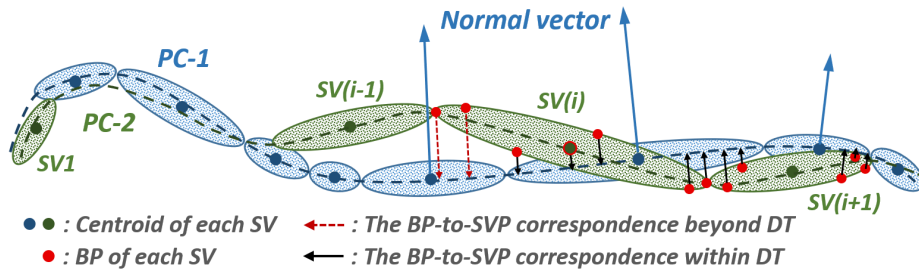 Normal vector
PC-1
SV(i-1)
SV(i)
PC-2
SV1
SV(i+1)
: Centroid of each SV
: The BP-to-SVP correspondence beyond DT
: BP of each SV
: The BP-to-SVP correspondence within DT